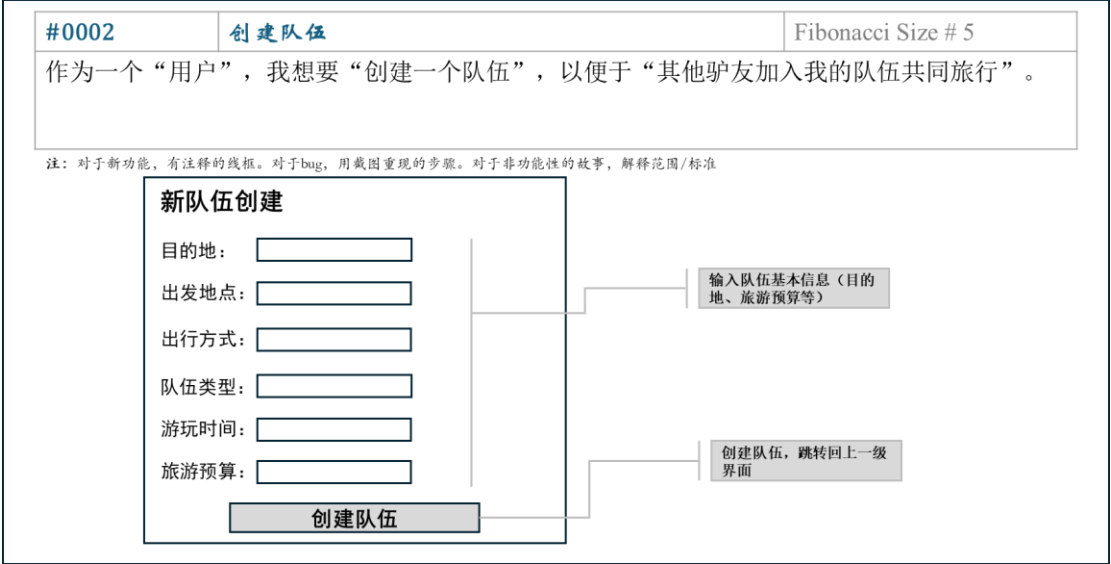 #0002 创建队伍 Fibonacci Size # 5
作为一个“用户”，我想要“创建一个队伍”，以便于“其他驴友加入我的队伍共同旅行”。
注：对于新功能，有注释的线框。对于bug，用截图重现的步骤。对于非功能性的故事，解释范围/标准
新队伍创建
目的地：
出发地点：
出行方式：
队伍类型：
游玩时间：
旅游预算：
创建队伍
输入队伍基本信息（目的
地、旅游预算等）
创建队伍，跳转回上一级
界面